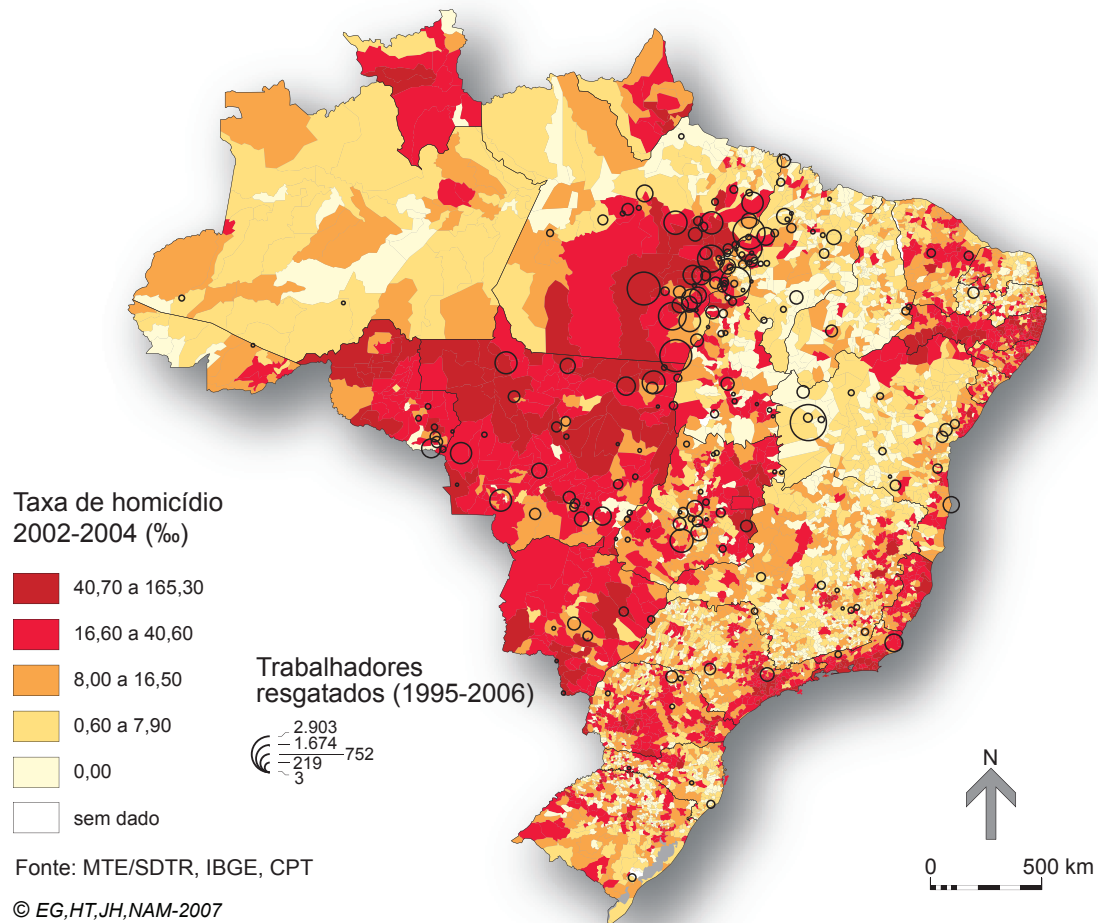 Taxa de homicídio
2002-2004 (‰)
40,70 a 165,30
16,60 a 40,60
8,00 a 16,50
0,60 a 7,90
0,00
sem dado
Trabalhadores
resgatados (1995-2006)
2.903
1.674
752
219
3
Fonte: MTE/SDTR, IBGE, CPT
© EG,HT,JH,NAM-2007
N
0 500 km